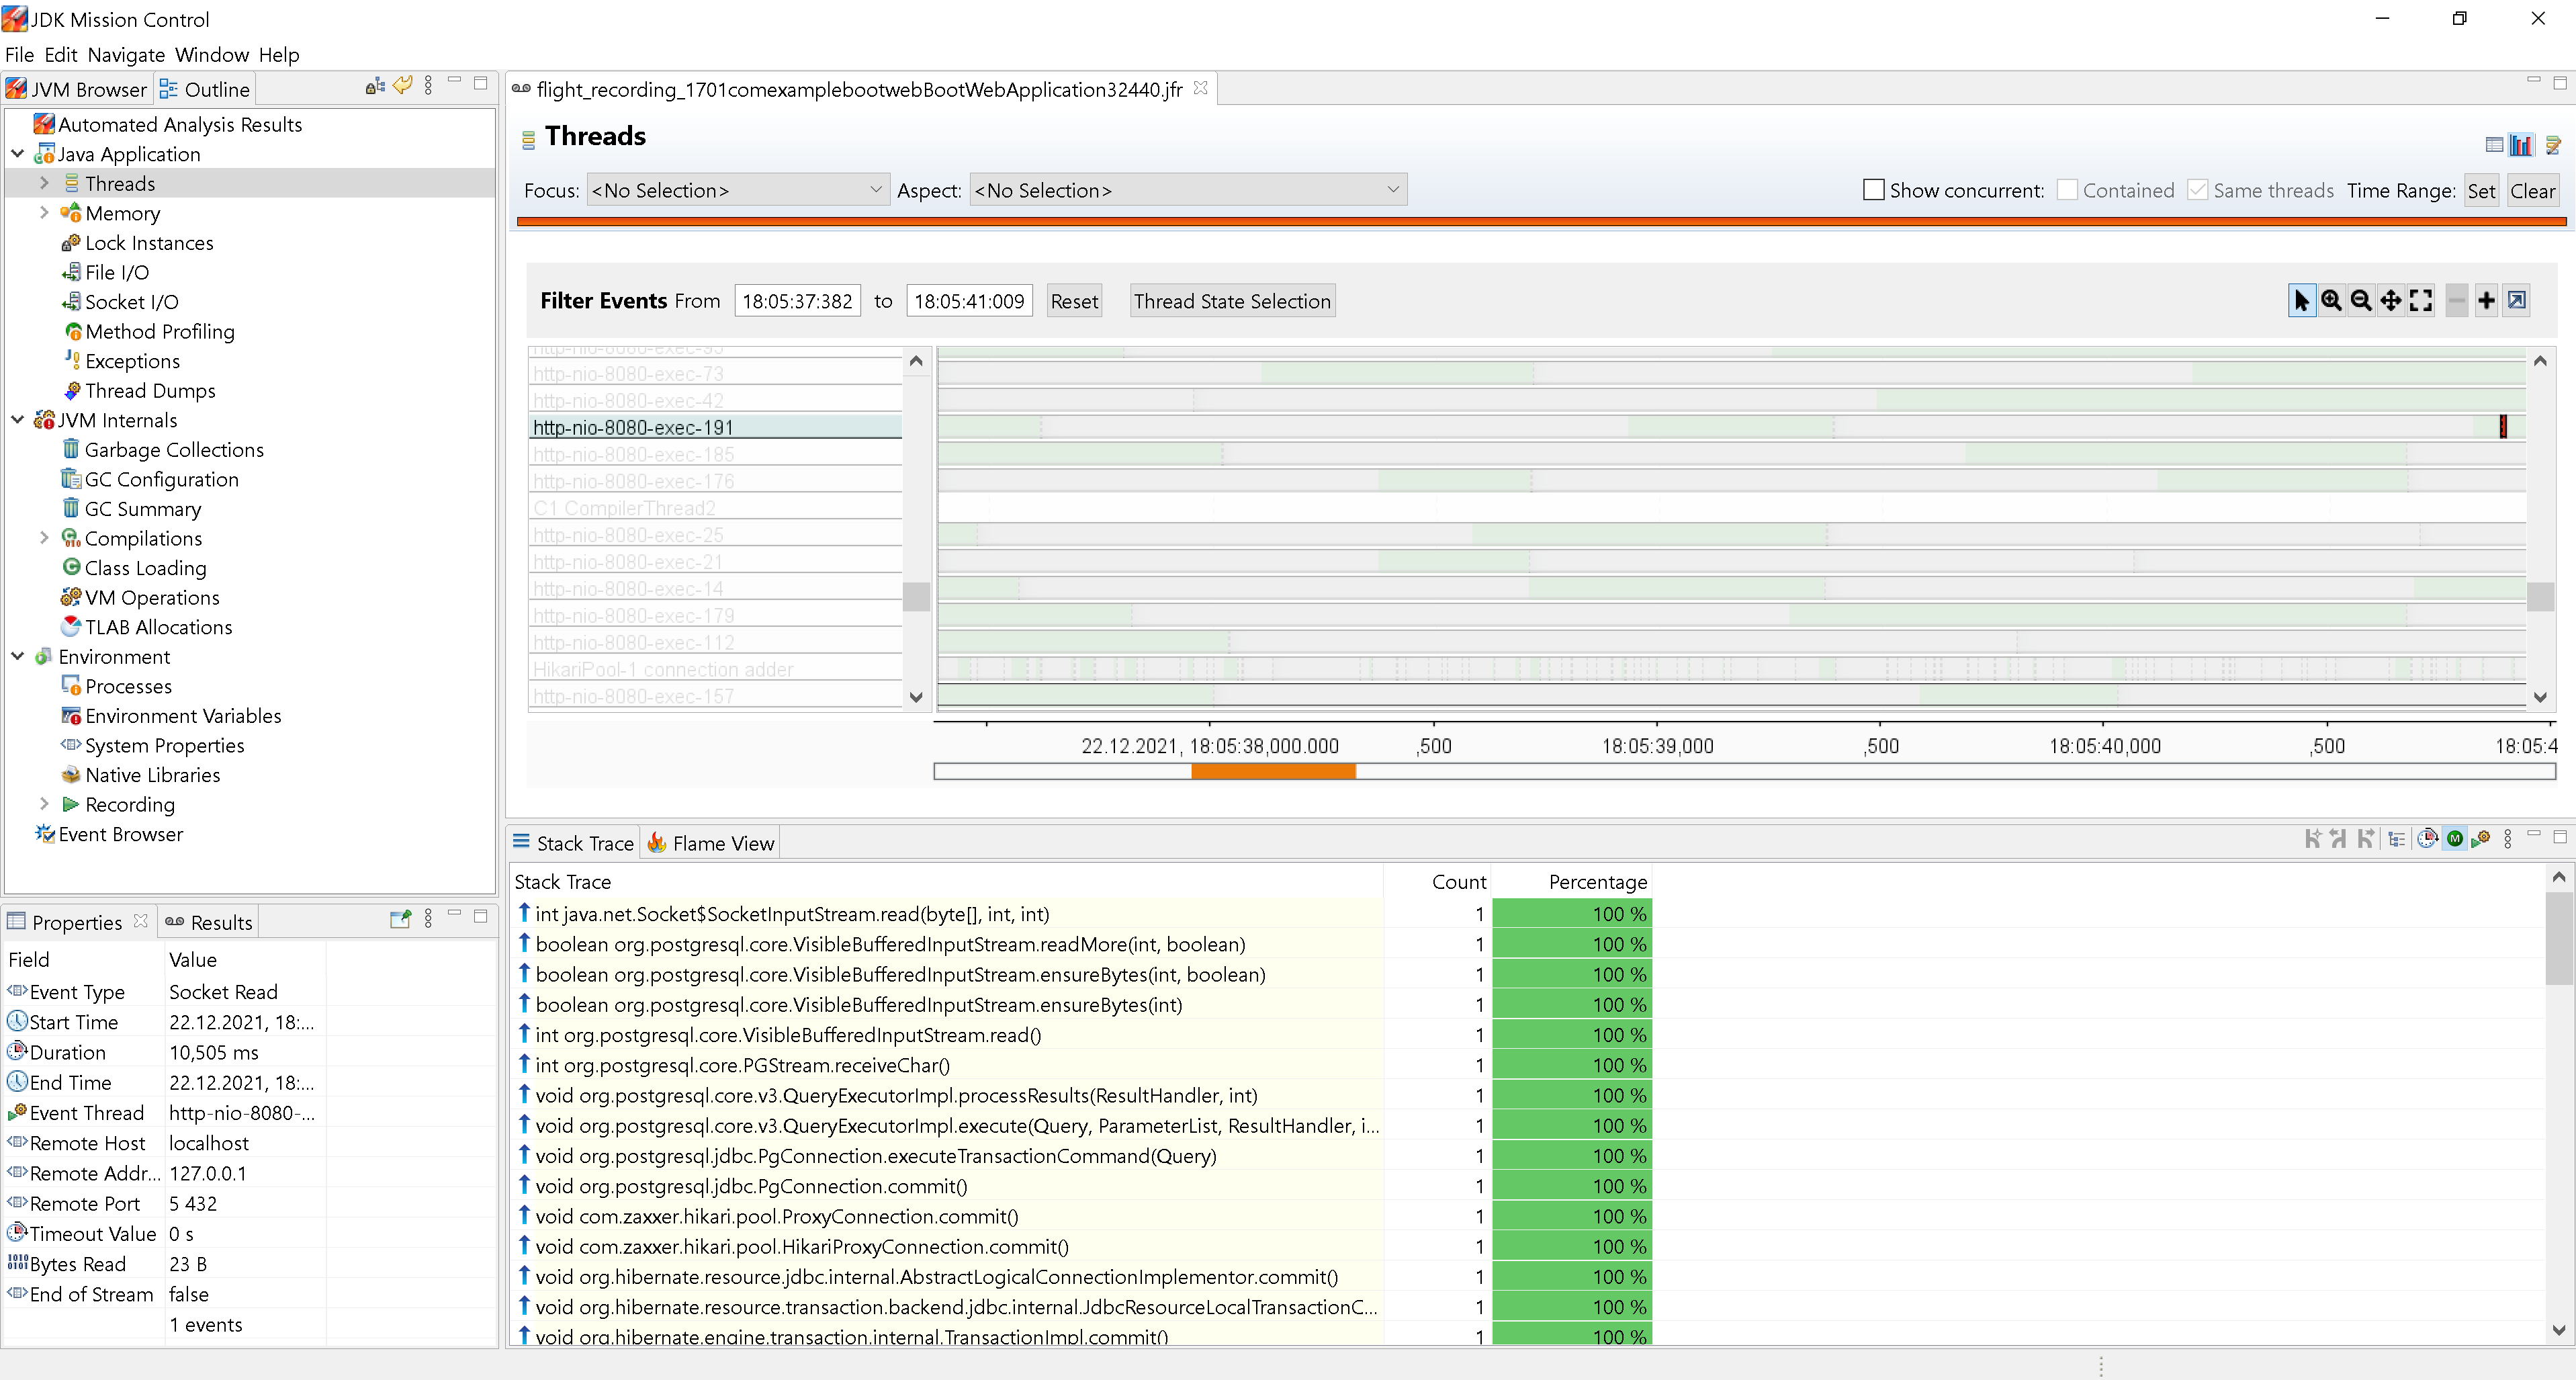 JDK Mission Control
File Edit Navigate Window Help
JVM Browser
Outline
Automated Analysis Results
Java Application
Threads
Memory
Lock Instances
File I/O
Socket I/O
Method Profiling
Exceptions
Thread Dumps
JVM Internals
Garbage Collections
GC Configuration
GC Summary
Compilations
Class Loading
VM Operations
TLAB Allocations
Environment
Processes
Environment Variables
System Properties
Native Libraries
Recording
Event Browser
Properties
Results
Field Value
Event Type Socket Read
Start Time 22.12.2021, 18:...
Duration 10,505 ms
End Time 22.12.2021, 18:...
Event Thread http-nio-8080-...
Remote Host localhost
Remote Addr... 127.0.0.1
Remote Port 5 432
Timeout Value 0 s
Bytes Read 23 B
End of Stream false
1 events
flight_recording_1701comexamplebootwebBootWebApplication32440.jfr
Threads
Focus: <No Selection> Aspect: <No Selection> Show concurrent: Contained Same threads Time Range: Set Clear
Filter Events From 18:05:37:382 to 18:05:41:009 Reset Thread State Selection
http-nio-8080-exec-73
http-nio-8080-exec-42
http-nio-8080-exec-191
http-nio-8080-exec-185
http-nio-8080-exec-176
C1 CompilerThread2
http-nio-8080-exec-25
http-nio-8080-exec-21
http-nio-8080-exec-14
http-nio-8080-exec-179
http-nio-8080-exec-112
HikariPool-1 connection adder
http-nio-8080-exec-157
22.12.2021, 18:05:38,000.000 ,500 18:05:39,000 ,500 18:05:40,000 ,500 18:05:4
Stack Trace
Flame View
Stack Trace Count Percentage
int java.net.Socket$SocketInputStream.read(byte[], int, int) 1 100 %
boolean org.postgresql.core.VisibleBufferedInputStream.readMore(int, boolean) 1 100 %
boolean org.postgresql.core.VisibleBufferedInputStream.ensureBytes(int, boolean) 1 100 %
boolean org.postgresql.core.VisibleBufferedInputStream.ensureBytes(int) 1 100 %
int org.postgresql.core.VisibleBufferedInputStream.read() 1 100 %
int org.postgresql.core.PGStream.receiveChar() 1 100 %
void org.postgresql.core.v3.QueryExecutorImpl.processResults(ResultHandler, int) 1 100 %
void org.postgresql.core.v3.QueryExecutorImpl.execute(Query, ParameterList, ResultHandler, i... 1 100 %
void org.postgresql.jdbc.PgConnection.executeTransactionCommand(Query) 1 100 %
void org.postgresql.jdbc.PgConnection.commit() 1 100 %
void com.zaxxer.hikari.pool.ProxyConnection.commit() 1 100 %
void com.zaxxer.hikari.pool.HikariProxyConnection.commit() 1 100 %
void org.hibernate.resource.jdbc.internal.AbstractLogicalConnectionImplementor.commit() 1 100 %
void org.hibernate.resource.transaction.backend.jdbc.internal.JdbcResourceLocalTransactionC... 1 100 %
void org.hibernate.engine.transaction.internal.TransactionImpl.commit() 1 100 %